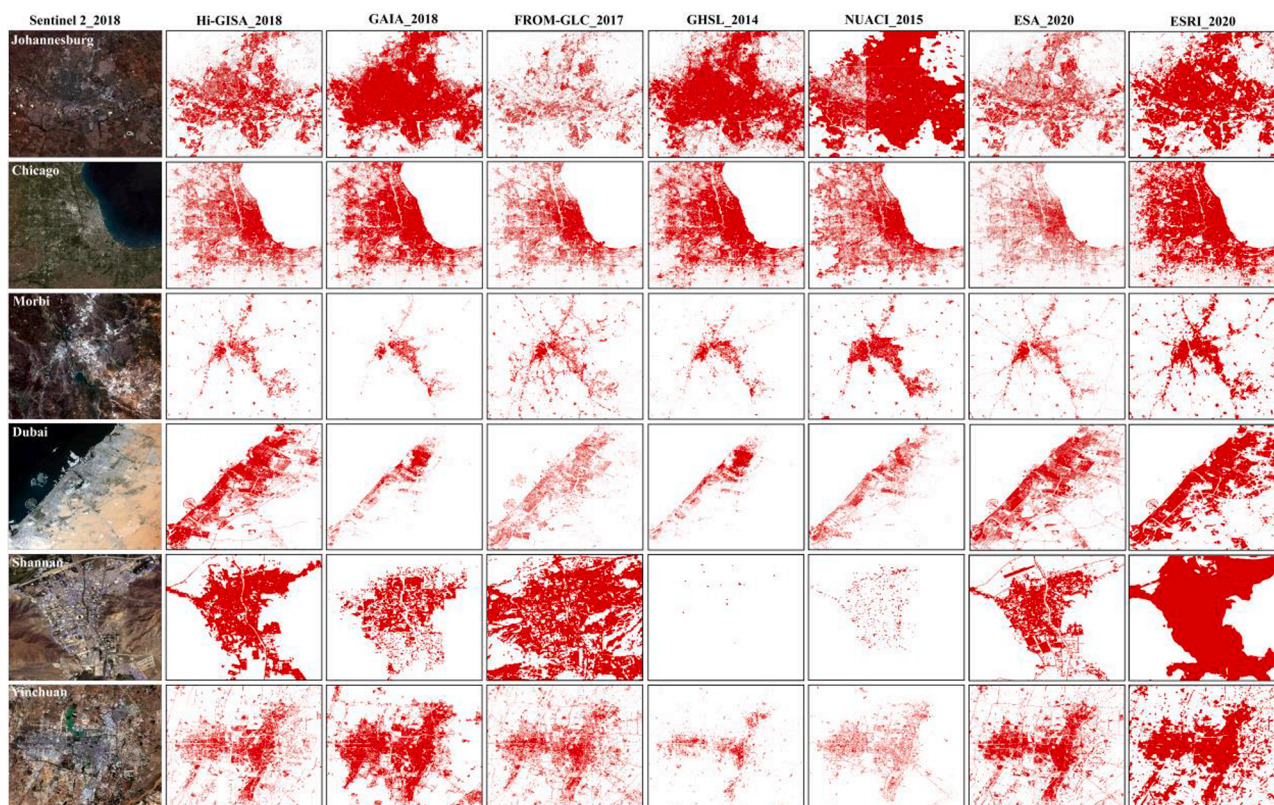 Sentinel 2_2018 Hi-GISA_2018 GAIA_2018 FROM-GLC_2017 GHSL_2014 NUACI_2015 ESA_2020 ESRI_2020
Johannesburg
Chicago
Morbi
Dubai
Shannan
Yinchuan